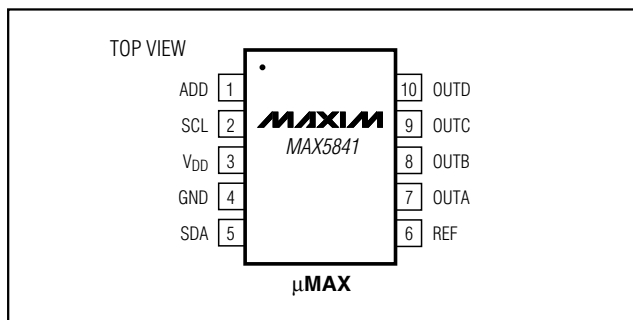 TOP VIEW
ADD 1
SCL 2
VDD 3
GND 4
SDA 5
MAXIM
MAX5841
10 OUTD
9 OUTC
8 OUTB
7 OUTA
6 REF
µMAX